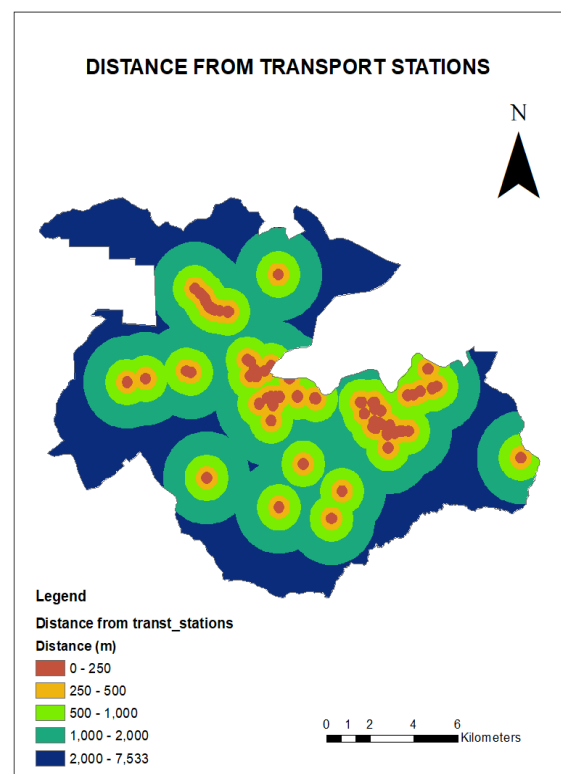 DISTANCE FROM TRANSPORT STATIONS
N
Legend
Distance from transt_stations
Distance (m)
0 - 250
250 - 500
500 - 1,000
1,000 - 2,000
2,000 - 7,533
0 1 2 4 6
Kilometers